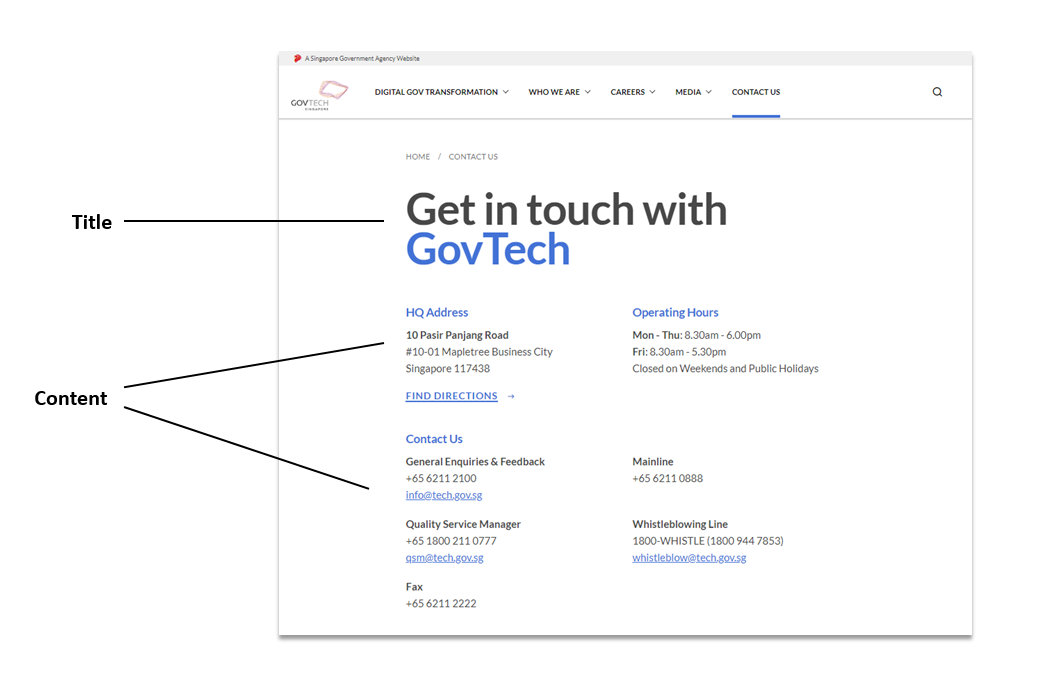 A Singapore Government Agency Website
GOVTECH
SINGAPORE
DIGITAL GOV TRANSFORMATION WHO WE ARE CAREERS MEDIA CONTACT US
HOME / CONTACT US
Title
Get in touch with
GovTech
HQ Address
10 Pasir Panjang Road
#10-01 Mapletree Business City
Singapore 117438
FIND DIRECTIONS →
Operating Hours
Mon - Thu: 8.30am - 6.00pm
Fri: 8.30am - 5.30pm
Closed on Weekends and Public Holidays
Content
Contact Us
General Enquiries & Feedback
+65 6211 2100
info@tech.gov.sg
Mainline
+65 6211 0888
Quality Service Manager
+65 1800 211 0777
qsm@tech.gov.sg
Whistleblowing Line
1800-WHISTLE (1800 944 7853)
whistleblow@tech.gov.sg
Fax
+65 6211 2222